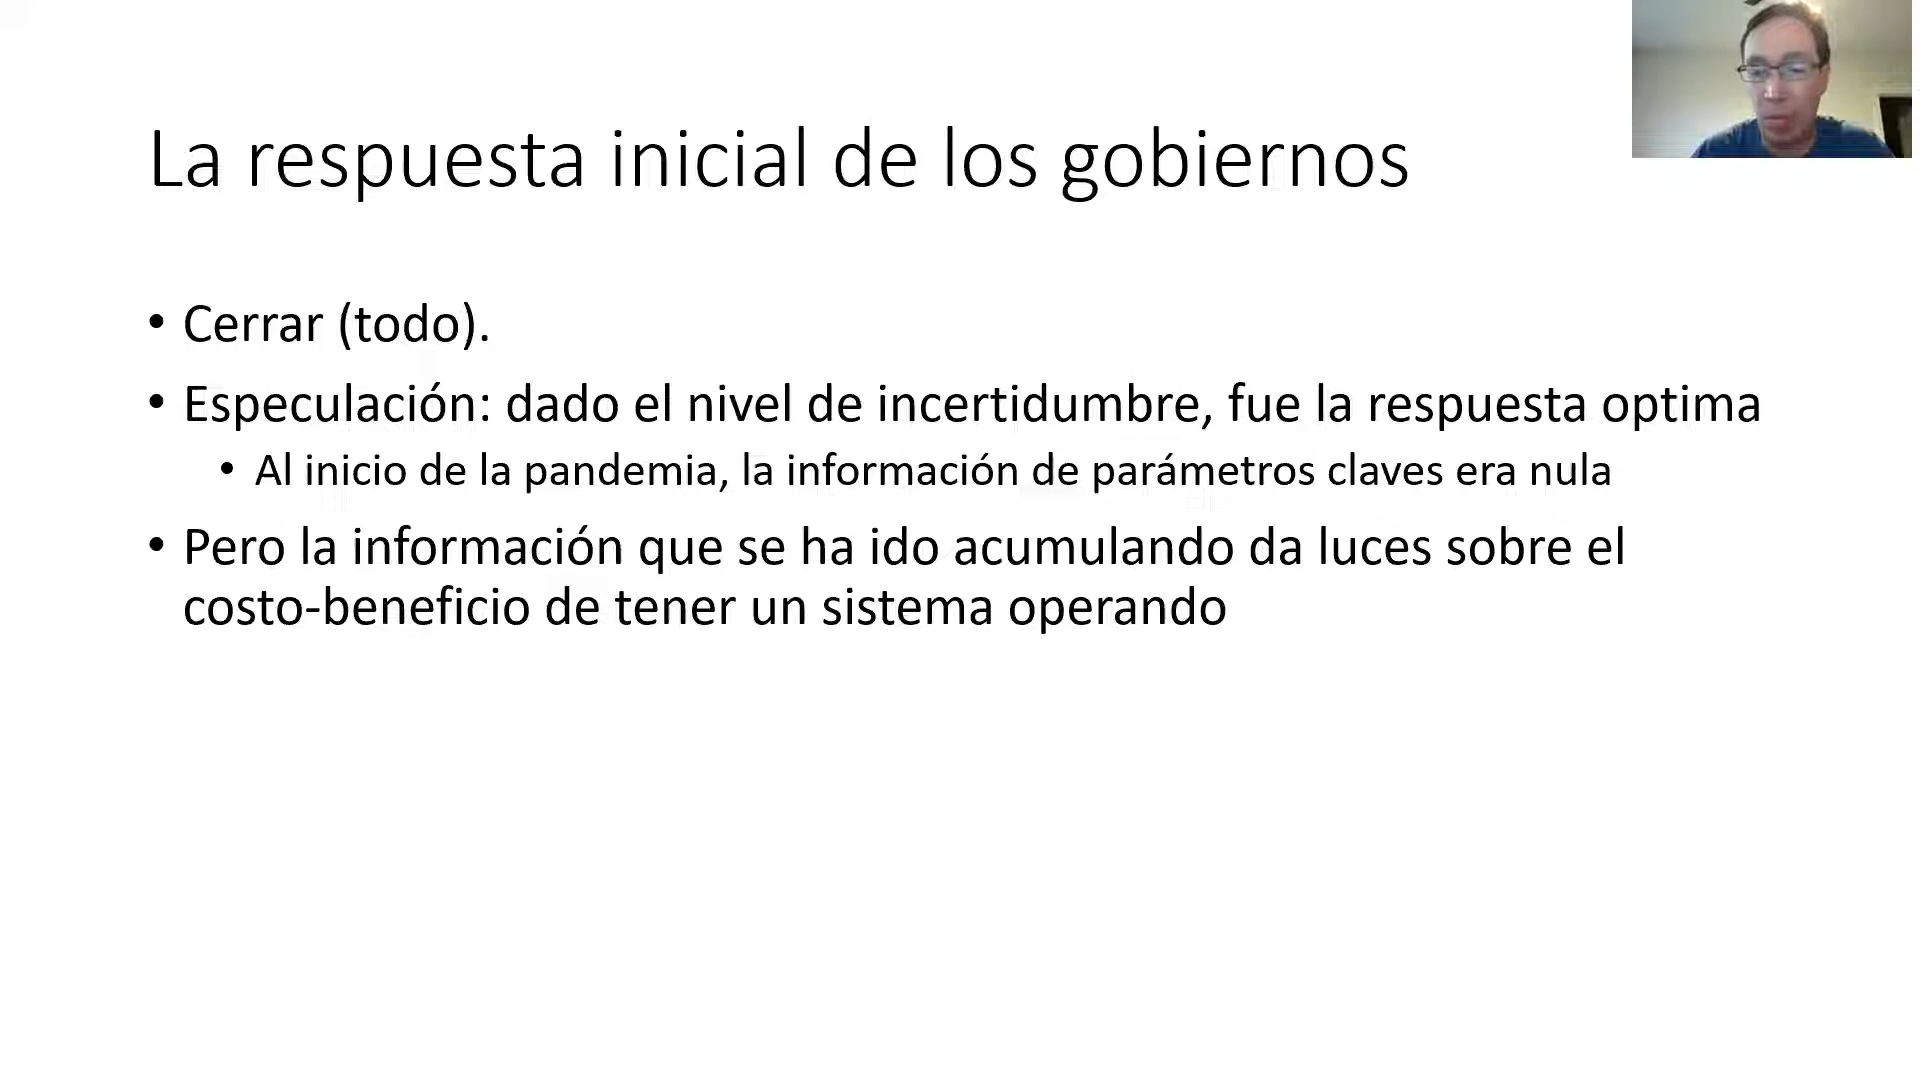 La respuesta inicial de los gobiernos
• Cerrar (todo).
• Especulación: dado el nivel de incertidumbre, fue la respuesta optima
• Al inicio de la pandemia, la información de parámetros claves era nula
• Pero la información que se ha ido acumulando da luces sobre el
costo-beneficio de tener un sistema operando